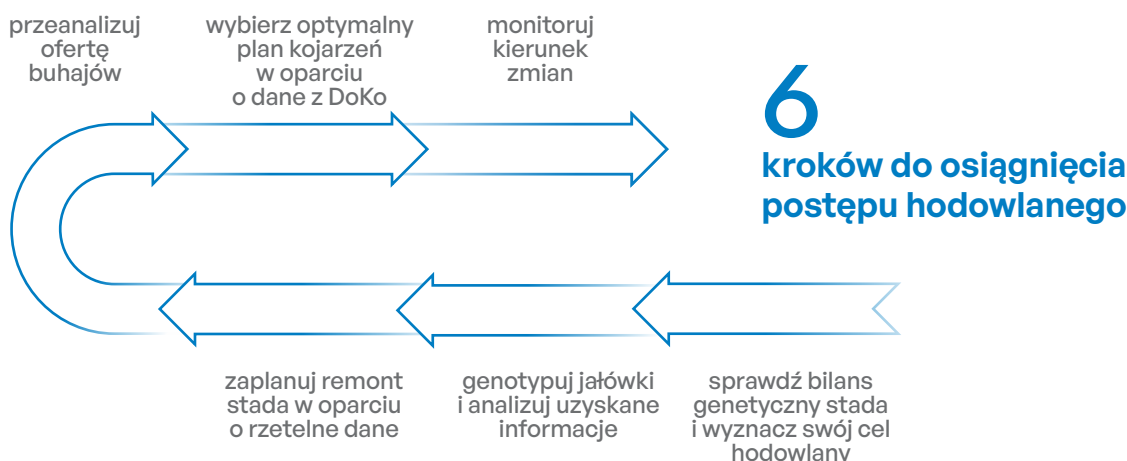 przeanalizuj
ofertę
buhajów
wybierz optymalny
plan kojarzeń
w oparciu
o dane z DoKo
monitoruj
kierunek
zmian
6
kroków do osiągnięcia
postępu hodowlanego
zaplanuj remont
stada w oparciu
o rzetelne dane
genotypuj jałówki
i analizuj uzyskane
informacje
sprawdź bilans
genetyczny stada
i wyznacz swój cel
hodowlany